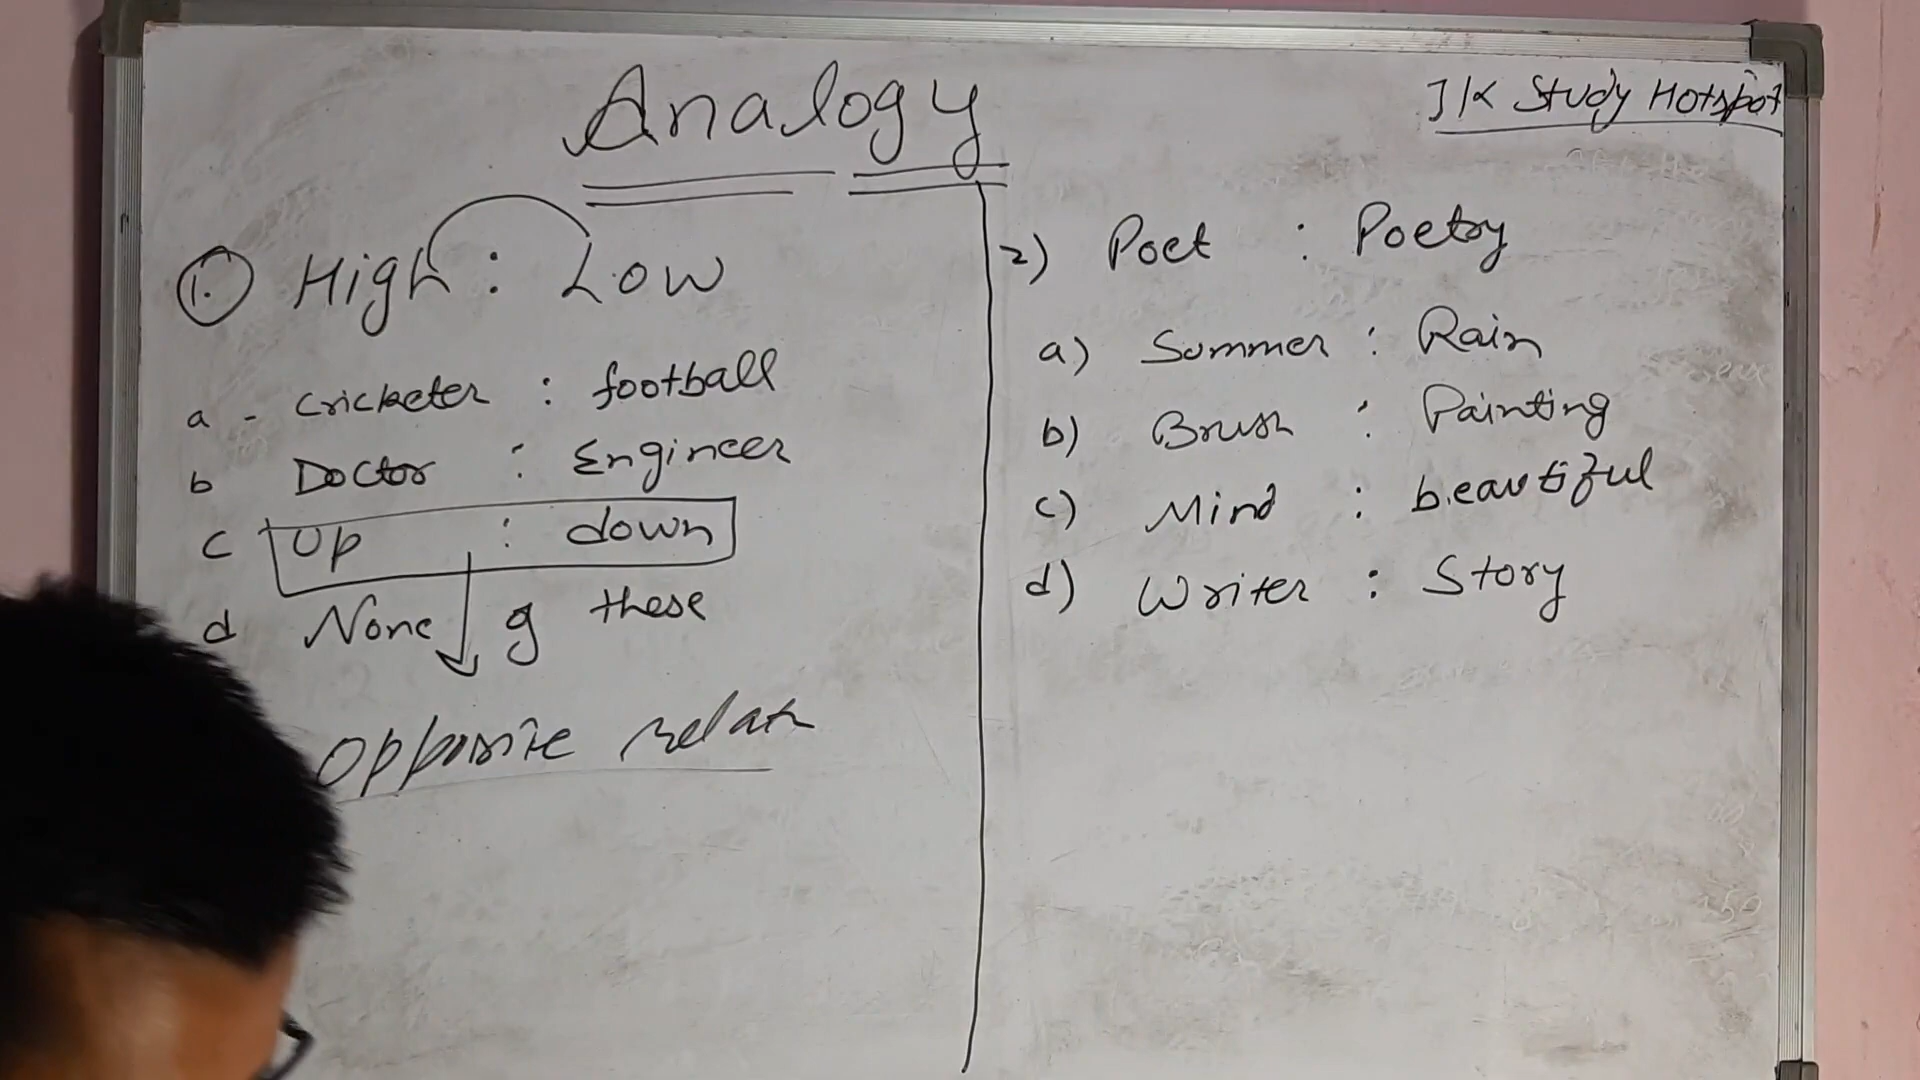 Analogy
J/K Study Hotspot
1. High : Low
a - Cricketer : football
b Doctor : Engineer
c Up : down
d None of these
Opposite relatn
2) Poet : Poetry
a) Summer : Rain
b) Brush : Painting
c) Mind : beautiful
d) Writer : Story